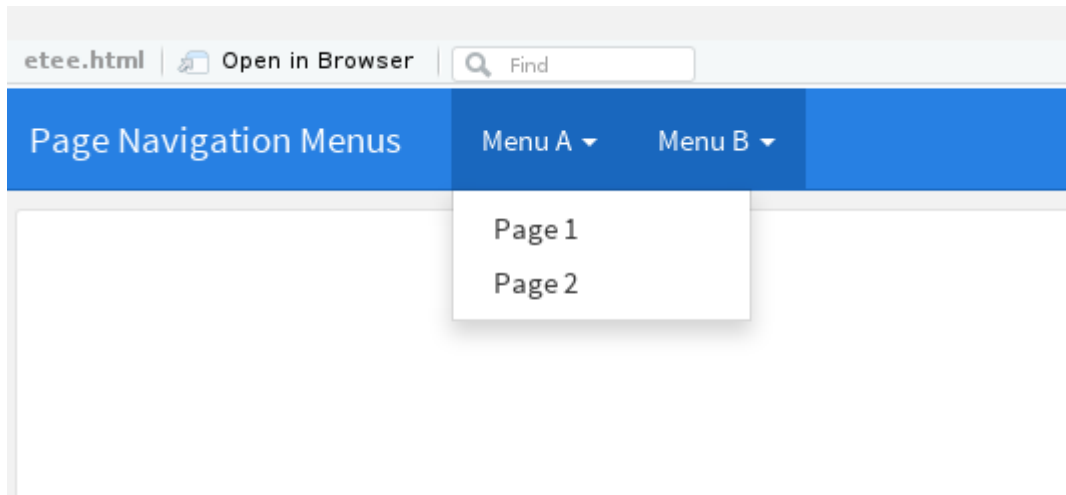 etee.html Open in Browser Find
Page Navigation Menus Menu A Menu B
Page 1
Page 2